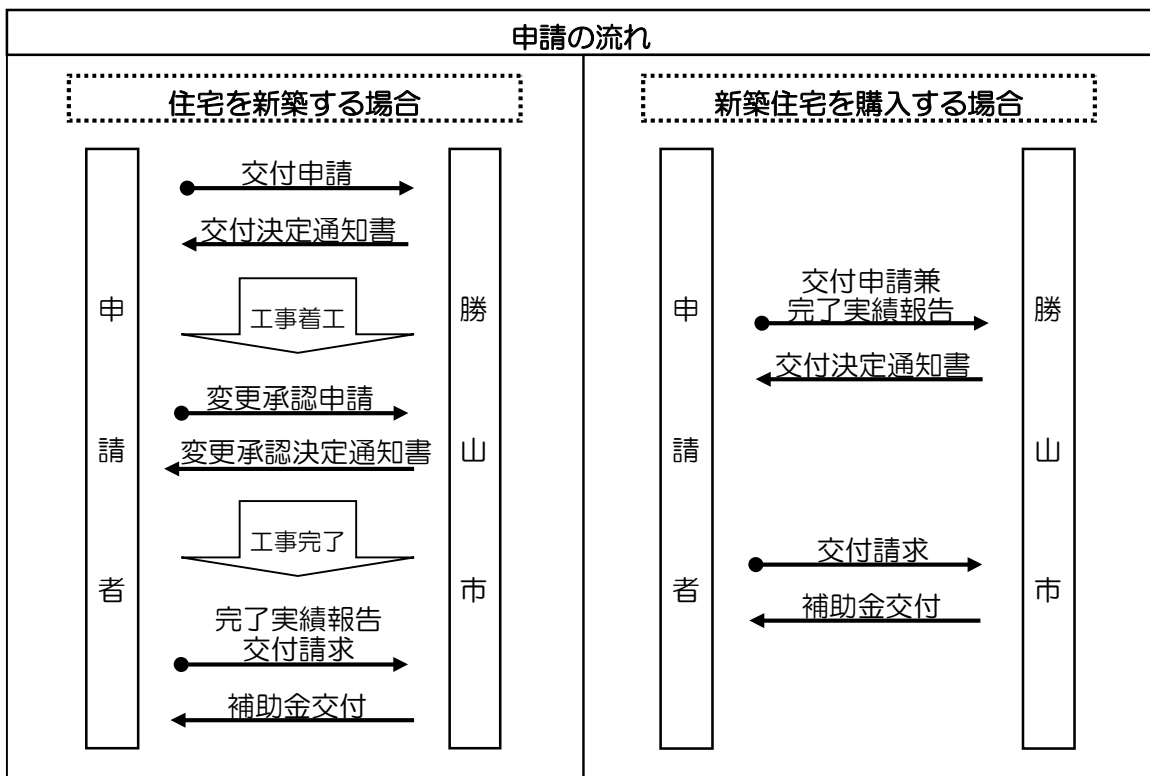 申請の流れ
住宅を新築する場合
申請者
勝山市
交付申請
交付決定通知書
工事着工
変更承認申請
変更承認決定通知書
工事完了
完了実績報告
交付請求
補助金交付
新築住宅を購入する場合
申請者
勝山市
交付申請兼
完了実績報告
交付決定通知書
交付請求
補助金交付